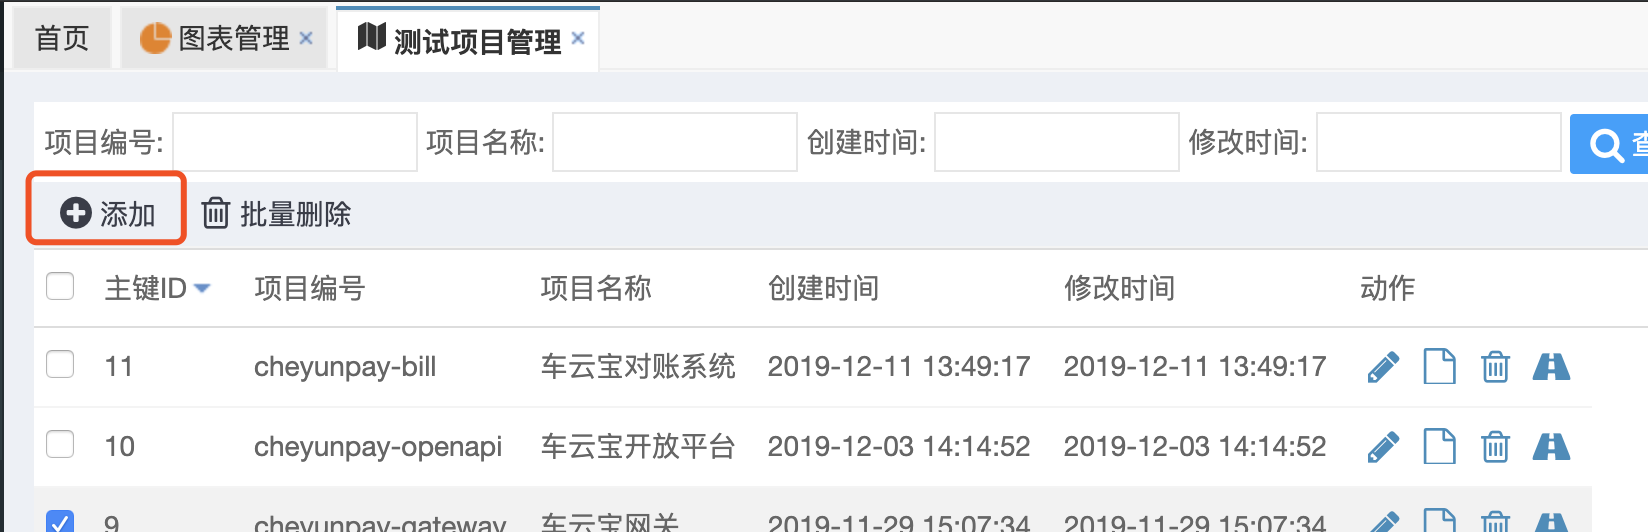 首页 图表管理 × 测试项目管理 ×
项目编号: 项目名称: 创建时间: 修改时间:
添加 批量删除
主键ID 项目编号 项目名称 创建时间 修改时间 动作
11 cheyunpay-bill 车云宝对账系统 2019-12-11 13:49:17 2019-12-11 13:49:17
10 cheyunpay-openapi 车云宝开放平台 2019-12-03 14:14:52 2019-12-03 14:14:52
9 cheyunpay-gateway 车云宝网关 2019-11-29 15:07:34 2019-11-29 15:07:34